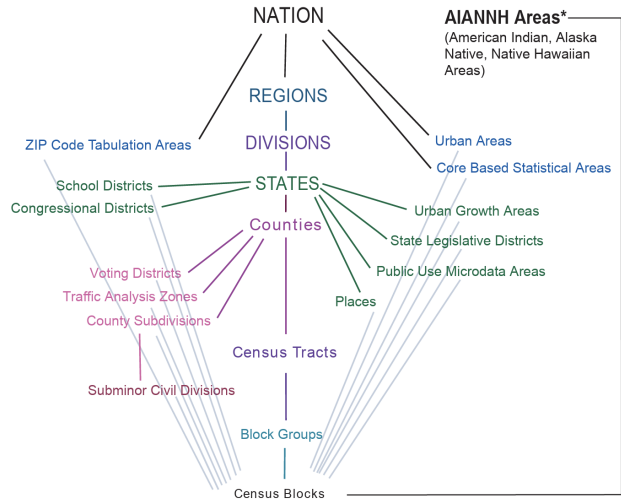 NATION
AIANNH Areas*
(American Indian, Alaska
Native, Native Hawaiian
Areas)
REGIONS
ZIP Code Tabulation Areas
DIVISIONS
Urban Areas
Core Based Statistical Areas
School Districts
STATES
Congressional Districts
Urban Growth Areas
Counties
State Legislative Districts
Voting Districts
Public Use Microdata Areas
Traffic Analysis Zones
Places
County Subdivisions
Census Tracts
Subminor Civil Divisions
Block Groups
Census Blocks